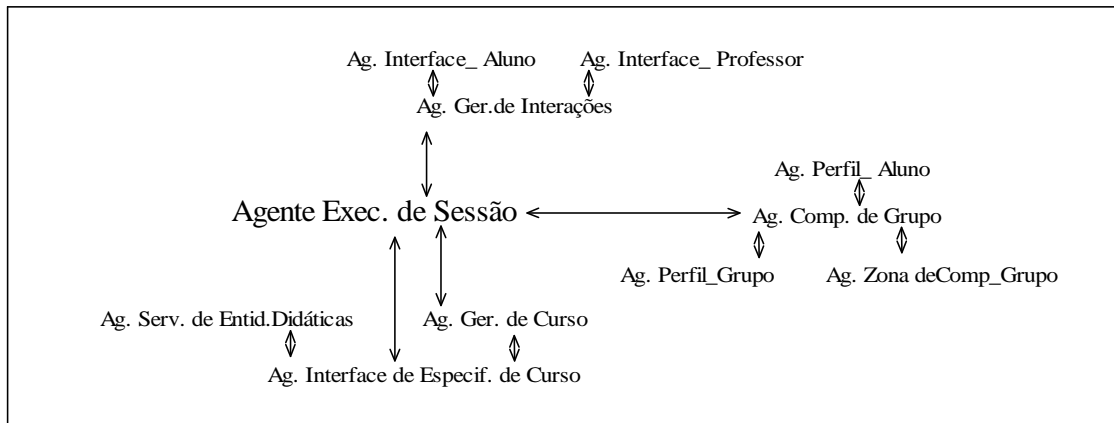 Ag. Interface_ Aluno
Ag. Interface_ Professor
Ag. Ger.de Interações
Ag. Perfil_ Aluno
Agente Exec. de Sessão
Ag. Comp. de Grupo
Ag. Perfil_Grupo
Ag. Zona deComp_Grupo
Ag. Serv. de Entid.Didáticas
Ag. Ger. de Curso
Ag. Interface de Especif. de Curso